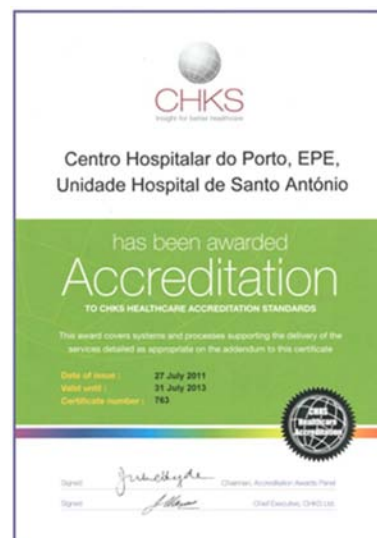 CHKS
Insight for better healthcare
Centro Hospitalar do Porto, EPE,
Unidade Hospital de Santo António
has been awarded
Accreditation
TO CHKS HEALTHCARE ACCREDITATION STANDARDS
This award covers systems and processes supporting the delivery of the
services detailed as appropriate on the addendum to this certificate
Date of issue : 27 July 2011
Valid until : 31 July 2013
Certificate number : 763
CHKS
Healthcare
Accreditation
Signed Chairman, Accreditation Awards Panel
Signed Chief Executive, CHKS Ltd